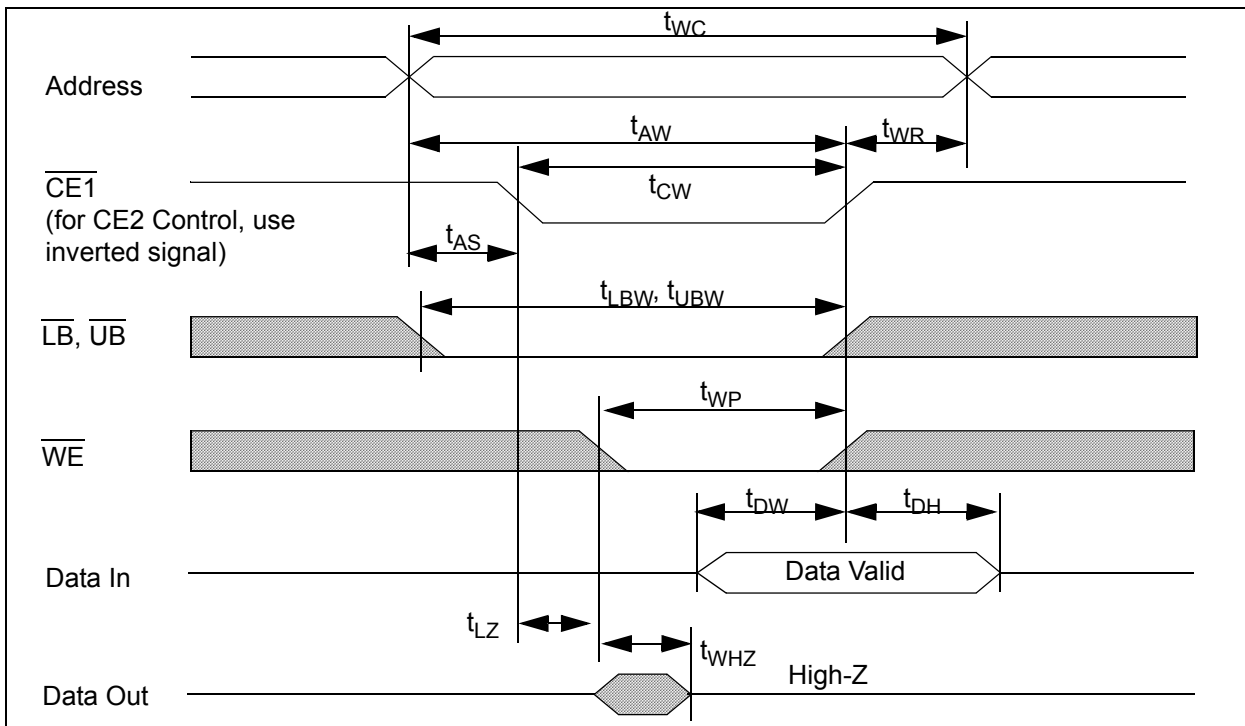 tWC
Address
tAW
tWR
CE1
(for CE2 Control, use
inverted signal)
tCW
tAS
tLBW, tUBW
LB, UB
tWP
WE
tDW
tDH
Data In
Data Valid
tLZ
tWHZ
Data Out
High-Z